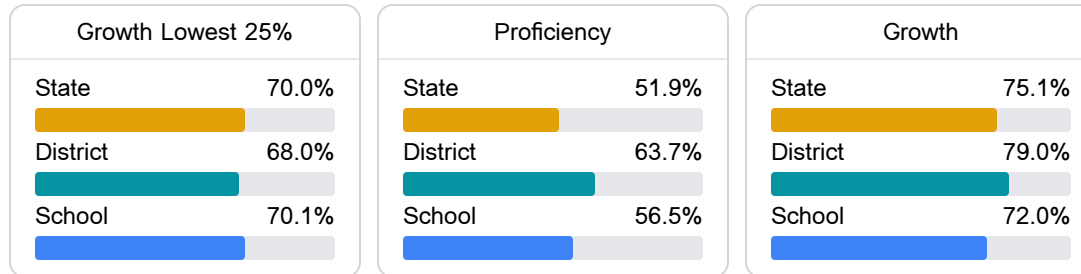 Growth Lowest 25%
State 70.0%
District 68.0%
School 70.1%
Proficiency
State 51.9%
District 63.7%
School 56.5%
Growth
State 75.1%
District 79.0%
School 72.0%